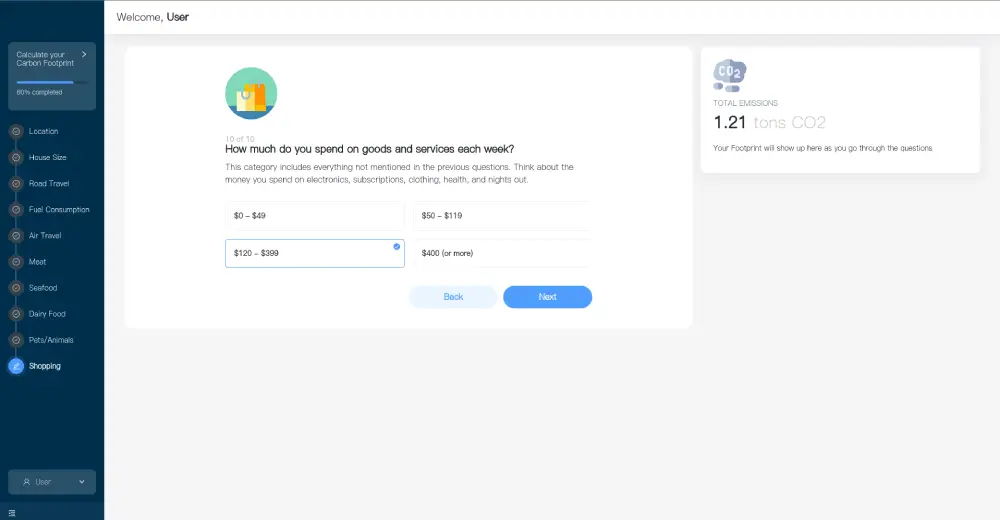 Welcome, User
Calculate your
Carbon Footprint
80% completed
Location
House Size
Road Travel
Fuel Consumption
Air Travel
Meat
Seafood
Dairy Food
Pets/Animals
Shopping
User
10 of 10
How much do you spend on goods and services each week?
This category includes everything not mentioned in the previous questions. Think about the
money you spend on electronics, subscriptions, clothing, health, and nights out.
$0 – $49
$50 – $119
$120 – $399
$400 (or more)
Back
Next
CO2
TOTAL EMISSIONS
1.21 tons CO2
Your Footprint will show up here as you go through the questions